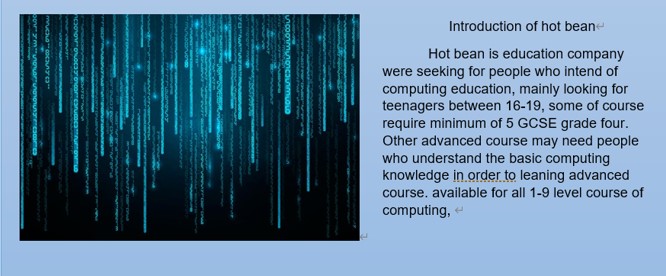 Introduction of hot bean
Hot bean is education company
were seeking for people who intend of
computing education, mainly looking for
teenagers between 16-19, some of course
require minimum of 5 GCSE grade four.
Other advanced course may need people
who understand the basic computing
knowledge in order to leaning advanced
course. available for all 1-9 level course of
computing,